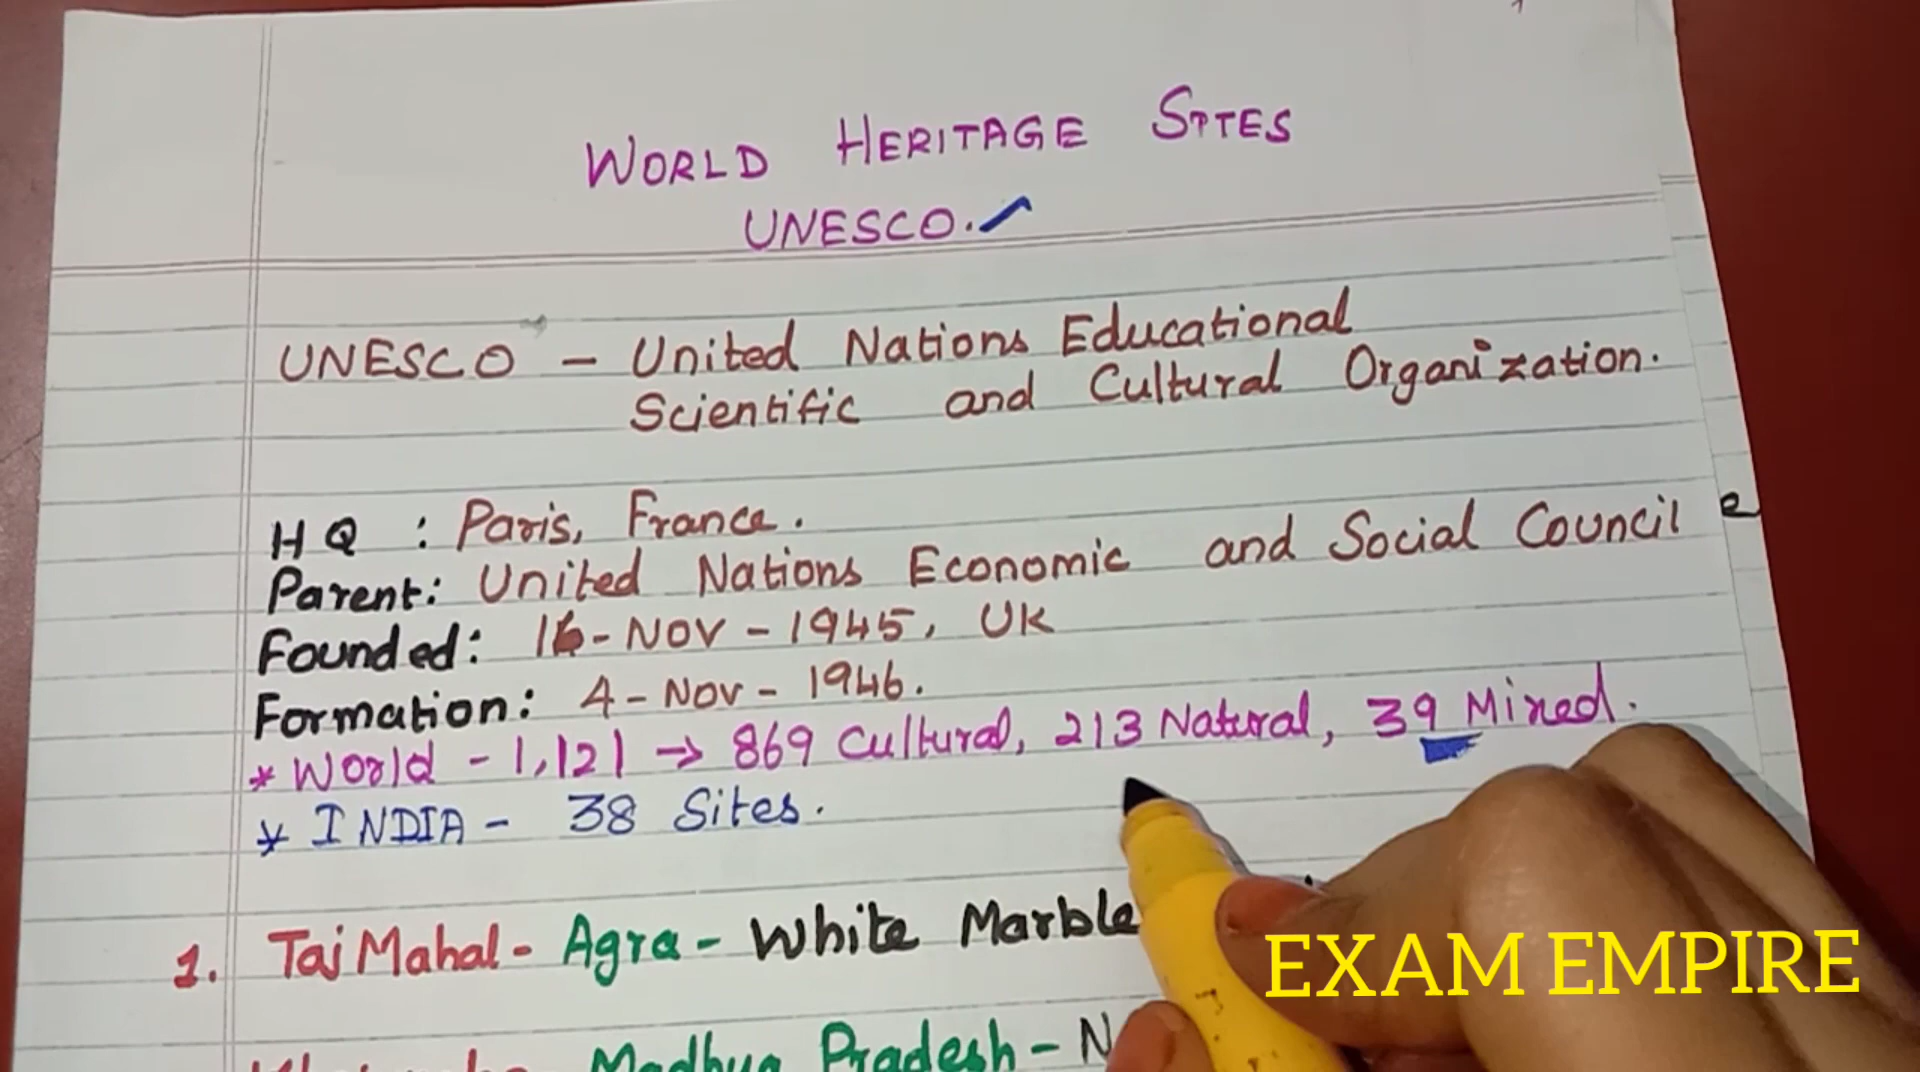 WORLD HERITAGE SITES
UNESCO.
UNESCO - United Nations Educational
Scientific and Cultural Organization.
HQ : Paris, France.
Parent: United Nations Economic and Social Council
Founded: 16-NOV-1945, UK
Formation: 4-Nov-1946.
* World - 1,121 → 869 Cultural, 213 Natural, 39 Mixed.
* INDIA - 38 Sites.
1. Taj Mahal - Agra - White Marble
Madhya Pradesh - N
EXAM EMPIRE